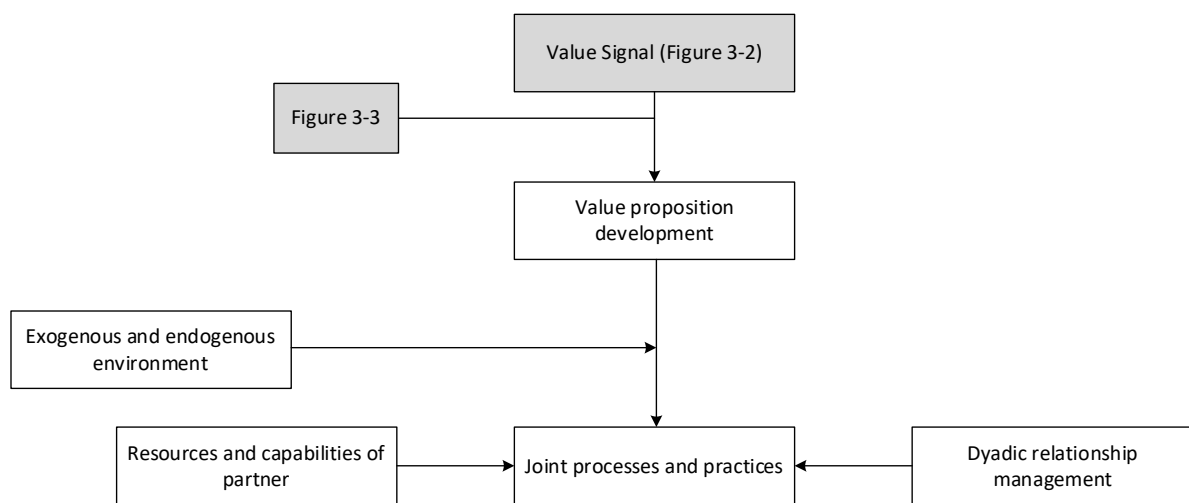 Value Signal (Figure 3-2)
Figure 3-3
Value proposition
development
Exogenous and endogenous
environment
Resources and capabilities of
partner
Joint processes and practices
Dyadic relationship
management